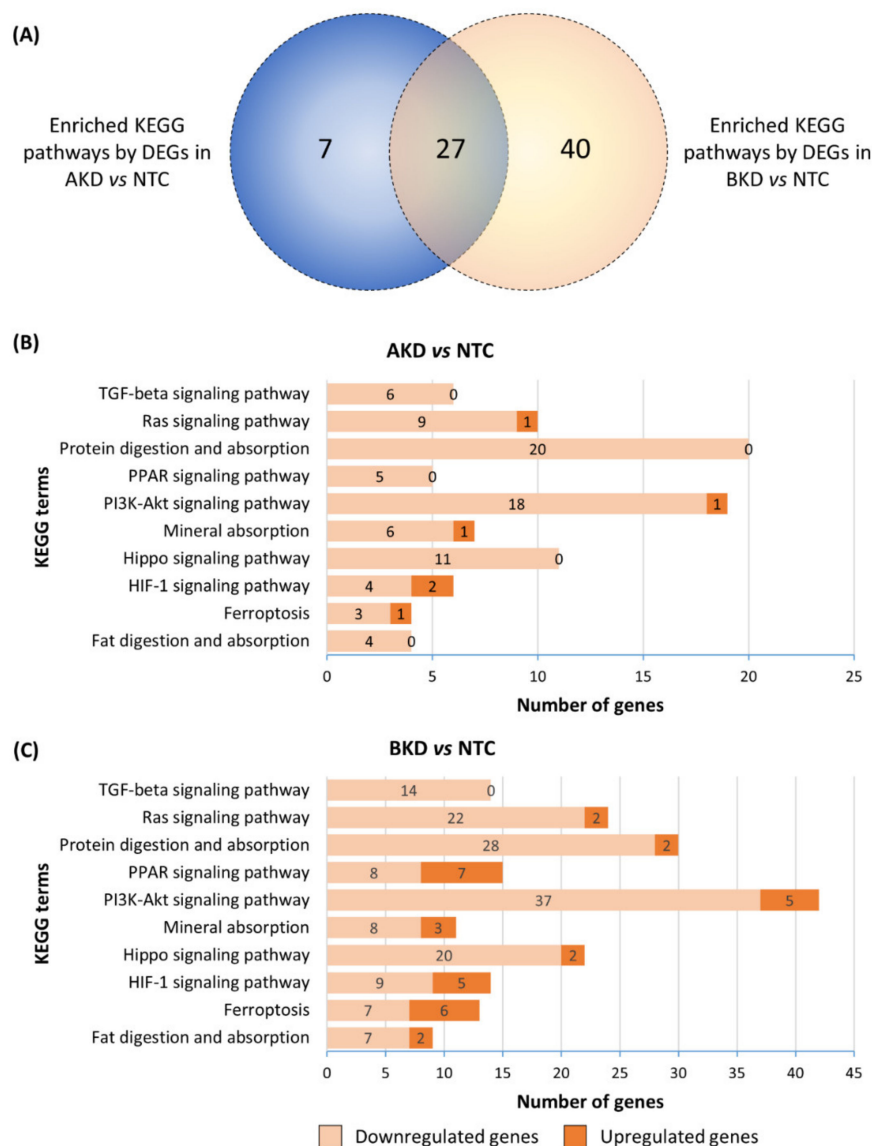 (A)
Enriched KEGG
pathways by DEGs in
AKD vs NTC
7
27
40
Enriched KEGG
pathways by DEGs in
BKD vs NTC
(B)
AKD vs NTC
KEGG terms
TGF-beta signaling pathway 6 0
Ras signaling pathway 9 1
Protein digestion and absorption 20 0
PPAR signaling pathway 5 0
PI3K-Akt signaling pathway 18 1
Mineral absorption 6 1
Hippo signaling pathway 11 0
HIF-1 signaling pathway 4 2
Ferroptosis 3 1
Fat digestion and absorption 4 0
0 5 10 15 20 25
Number of genes
(C)
BKD vs NTC
KEGG terms
TGF-beta signaling pathway 14 0
Ras signaling pathway 22 2
Protein digestion and absorption 28 2
PPAR signaling pathway 8 7
PI3K-Akt signaling pathway 37 5
Mineral absorption 8 3
Hippo signaling pathway 20 2
HIF-1 signaling pathway 9 5
Ferroptosis 7 6
Fat digestion and absorption 7 2
0 5 10 15 20 25 30 35 40 45
Number of genes
Downregulated genes Upregulated genes